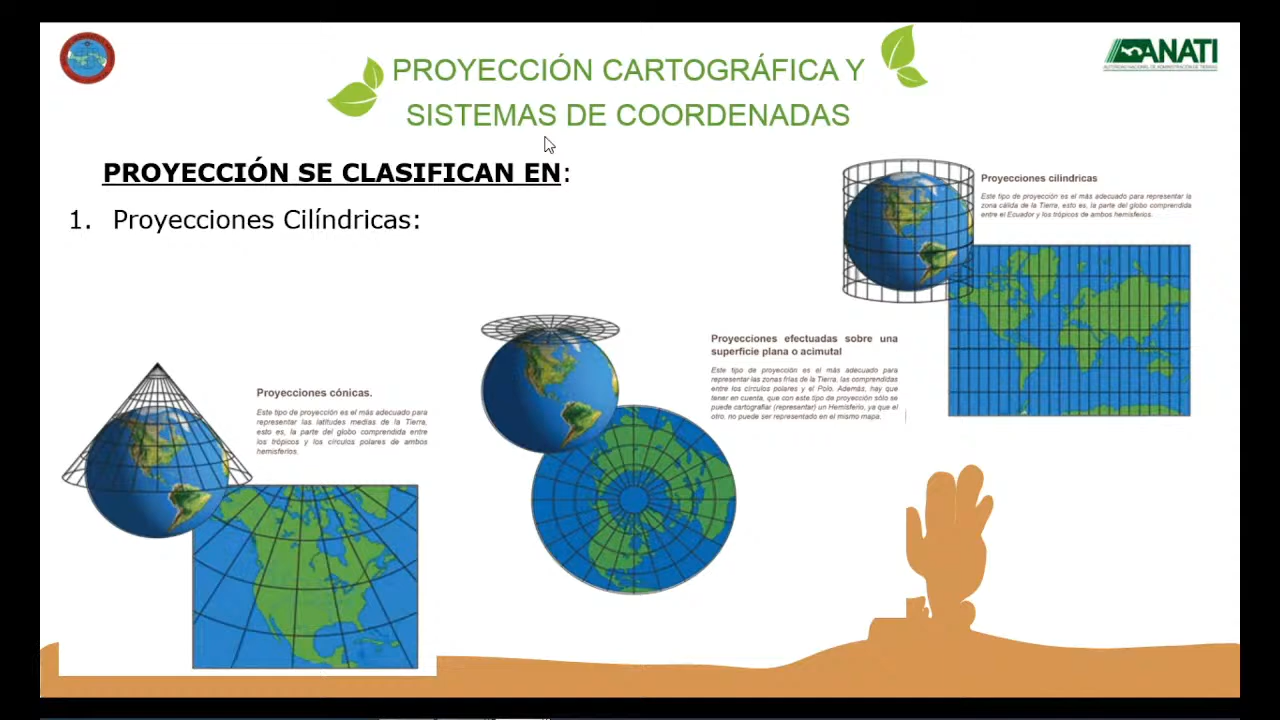 PROYECCIÓN CARTOGRÁFICA Y
SISTEMAS DE COORDENADAS
ANATI
AUTORIDAD NACIONAL DE ADMINISTRACIÓN DE TIERRAS
PROYECCIÓN SE CLASIFICAN EN:
1. Proyecciones Cilíndricas:
Proyecciones cilíndricas
Este tipo de proyección es el más adecuado para representar la
zona cálida de la Tierra, esto es, la parte del globo comprendida
entre el Ecuador y los trópicos de ambos hemisferios.
Proyecciones efectuadas sobre una
superficie plana o acimutal
Este tipo de proyección es el más adecuado para
representar las zonas frías de la Tierra, las comprendidas
entre los círculos polares y el Polo. Además, hay que
tener en cuenta, que con este tipo de proyección sólo se
puede cartografiar (representar) un Hemisferio, ya que el
otro, no puede ser representado en el mismo mapa.
Proyecciones cónicas.
Este tipo de proyección es el más adecuado para
representar las latitudes medias de la Tierra,
esto es, la parte del globo comprendida entre
los trópicos y los círculos polares de ambos
hemisferios.